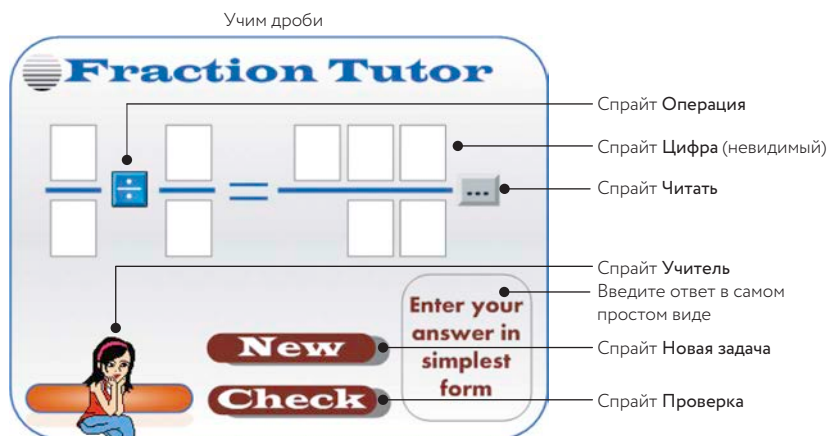 Учим дроби
Fraction Tutor
Спрайт Операция
Спрайт Цифра (невидимый)
÷
=
...
Спрайт Читать
Спрайт Учитель
Введите ответ в самом
простом виде
Enter your
answer in
simplest
form
New
Спрайт Новая задача
Check
Спрайт Проверка